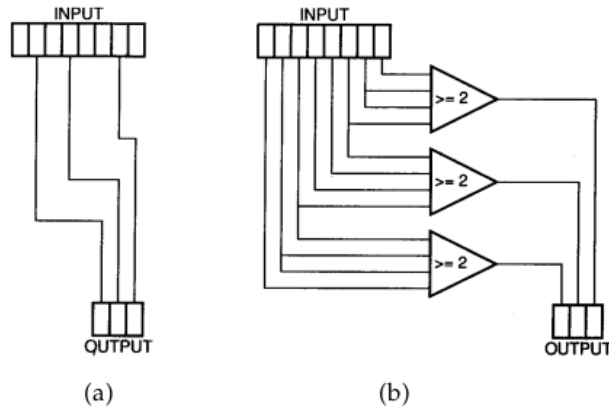 INPUT
OUTPUT
(a)
INPUT
>= 2
>= 2
>= 2
OUTPUT
(b)